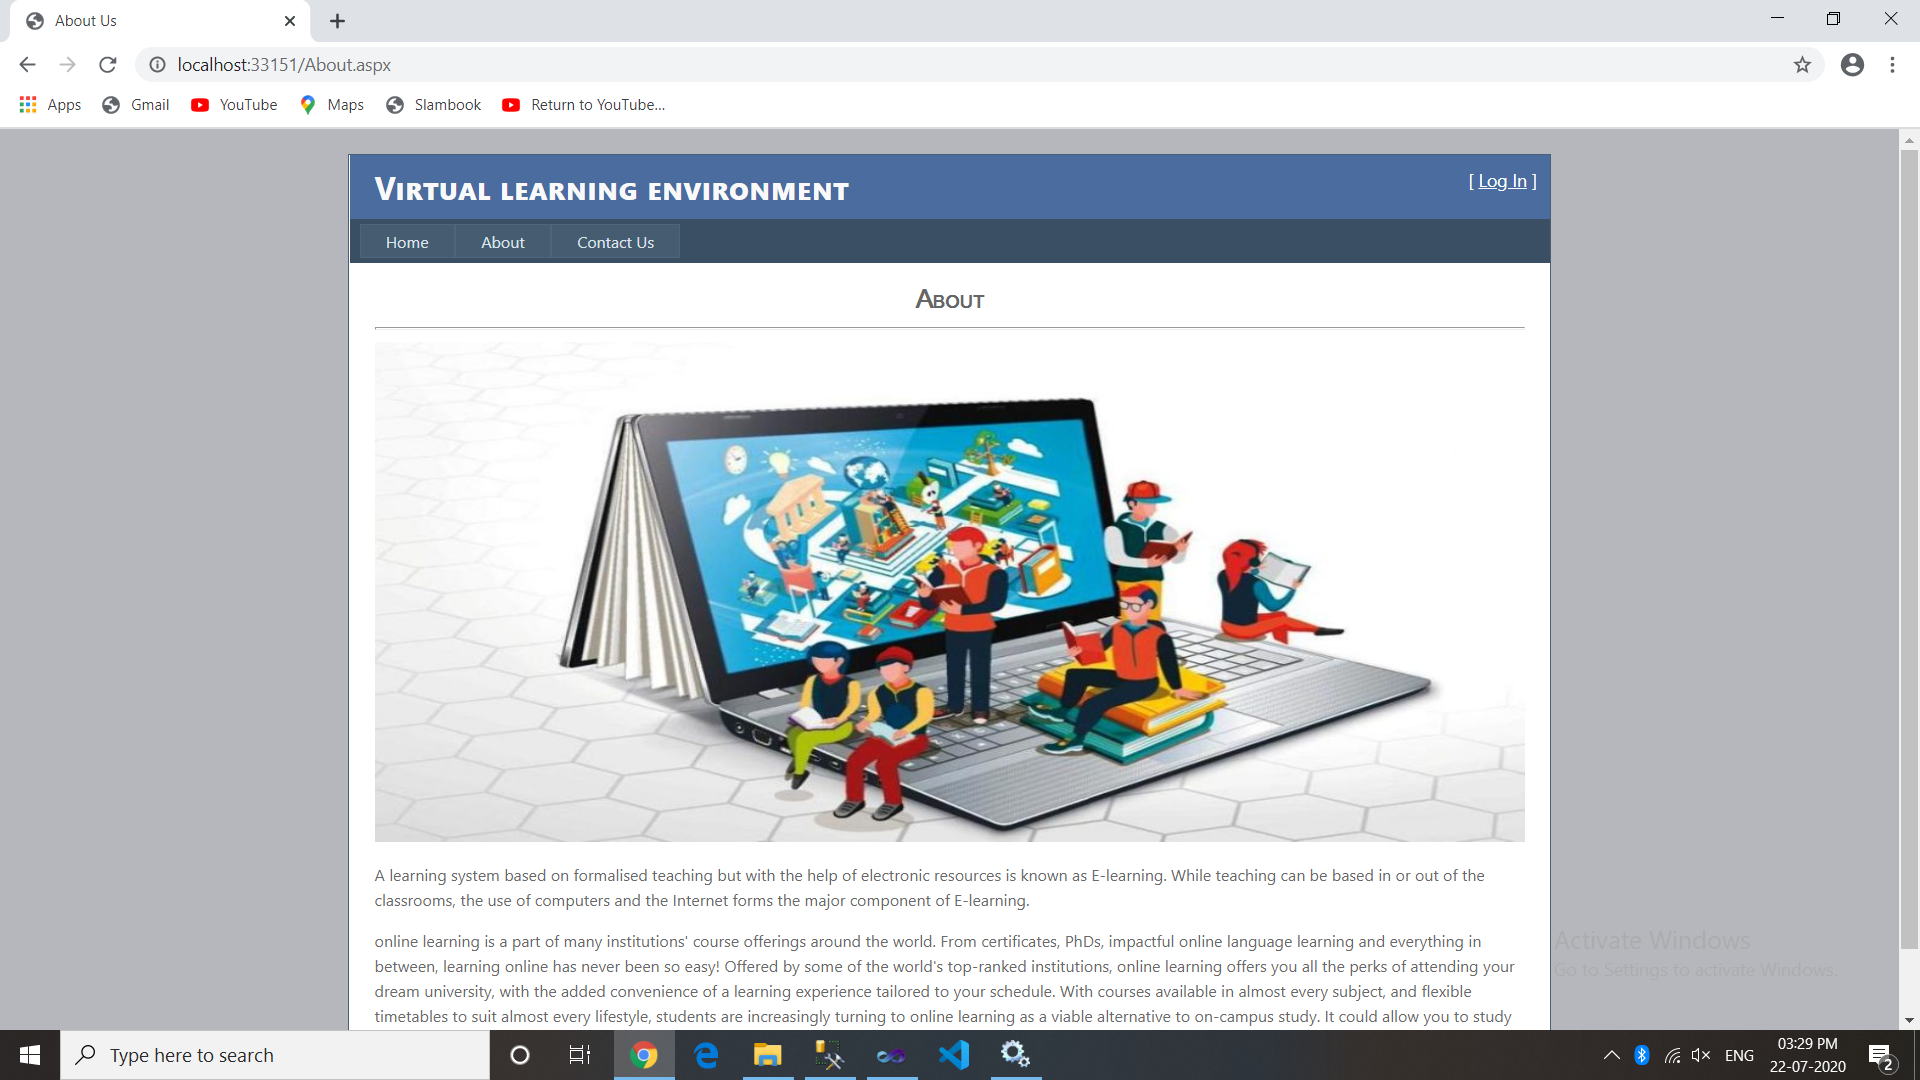 About Us
localhost:33151/About.aspx
Apps Gmail YouTube Maps Slambook Return to YouTube...
Virtual learning environment
[ Log In ]
Home About Contact Us
About
A learning system based on formalised teaching but with the help of electronic resources is known as E-learning. While teaching can be based in or out of the
classrooms, the use of computers and the Internet forms the major component of E-learning.
online learning is a part of many institutions' course offerings around the world. From certificates, PhDs, impactful online language learning and everything in
between, learning online has never been so easy! Offered by some of the world's top-ranked institutions, online learning offers you all the perks of attending your
dream university, with the added convenience of a learning experience tailored to your schedule. With courses available in almost every subject, and flexible
timetables to suit almost every lifestyle, students are increasingly turning to online learning as a viable alternative to on-campus study. It could allow you to study
Activate Windows
Go to Settings to activate Windows.
Type here to search
ENG
03:29 PM
22-07-2020
2